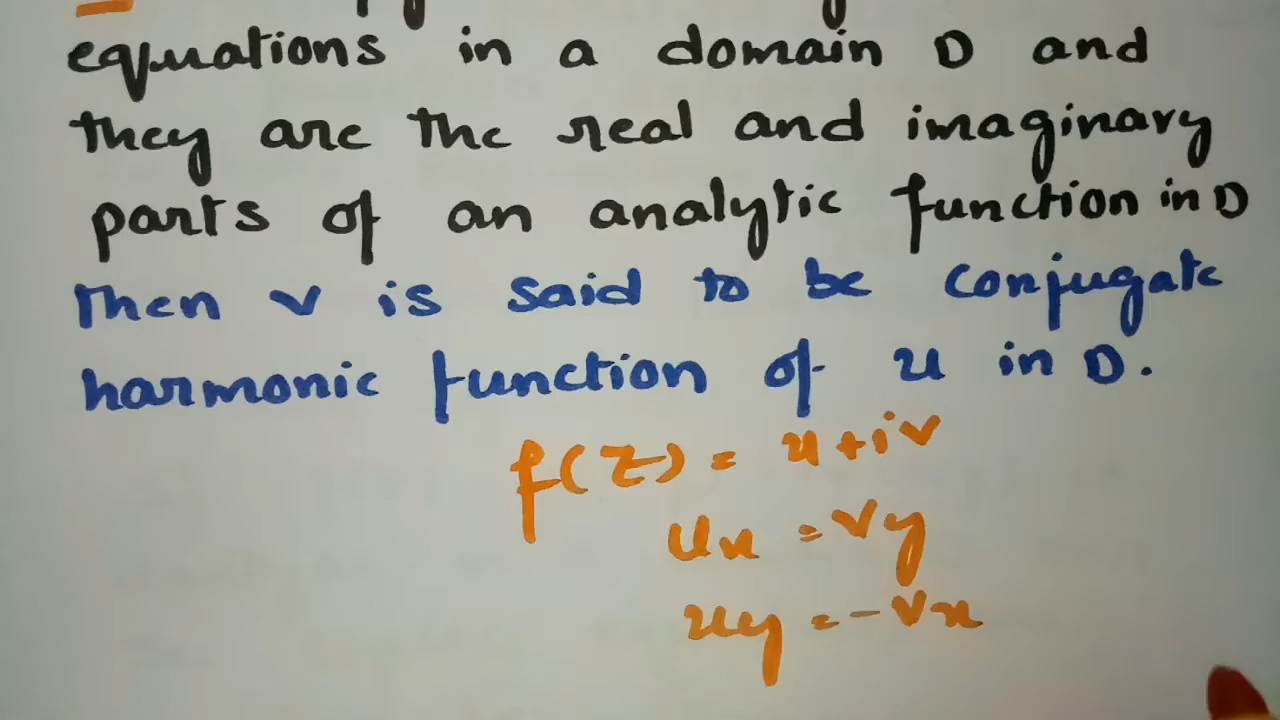 equations in a domain D and
they are the real and imaginary
parts of an analytic function in D
then v is said to be conjugate
harmonic function of u in D.
f(z) = u+iv
ux = vy
uy = -vx